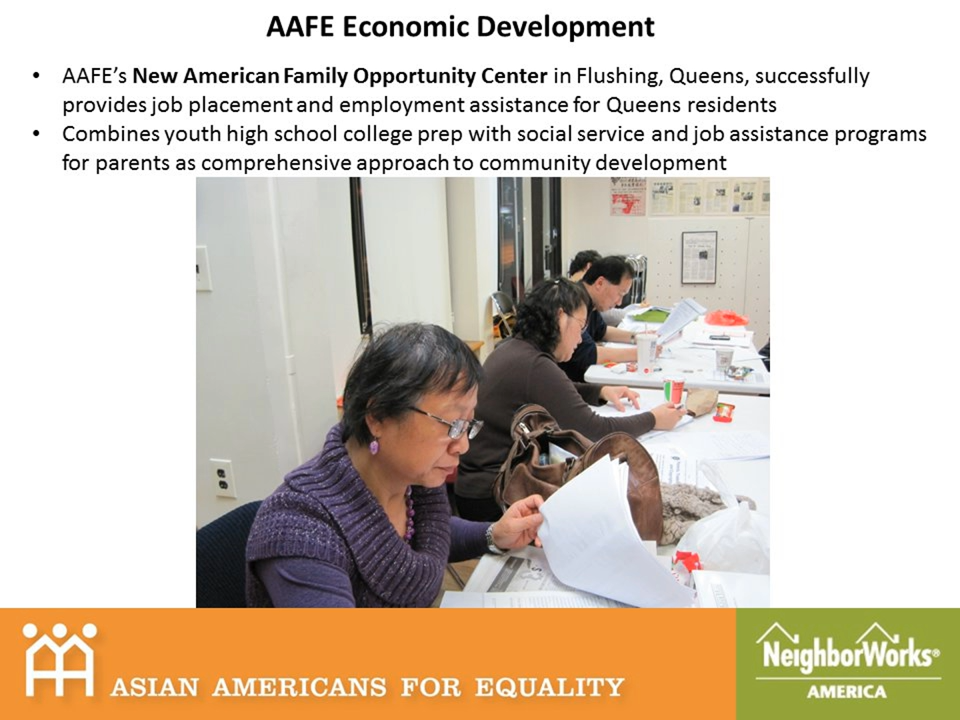 AAFE Economic Development
• AAFE’s New American Family Opportunity Center in Flushing, Queens, successfully
provides job placement and employment assistance for Queens residents
• Combines youth high school college prep with social service and job assistance programs
for parents as comprehensive approach to community development
ASIAN AMERICANS FOR EQUALITY
NeighborWorks®
AMERICA